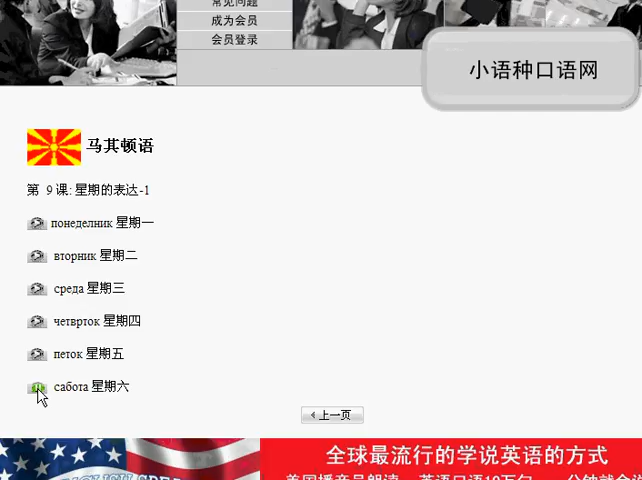 常见问题
成为会员
会员登录
小语种口语网
马其顿语
第 9 课: 星期的表达-1
понеделник 星期一
вторник 星期二
среда 星期三
четврток 星期四
петок 星期五
сабота 星期六
上一页
全球最流行的学说英语的方式